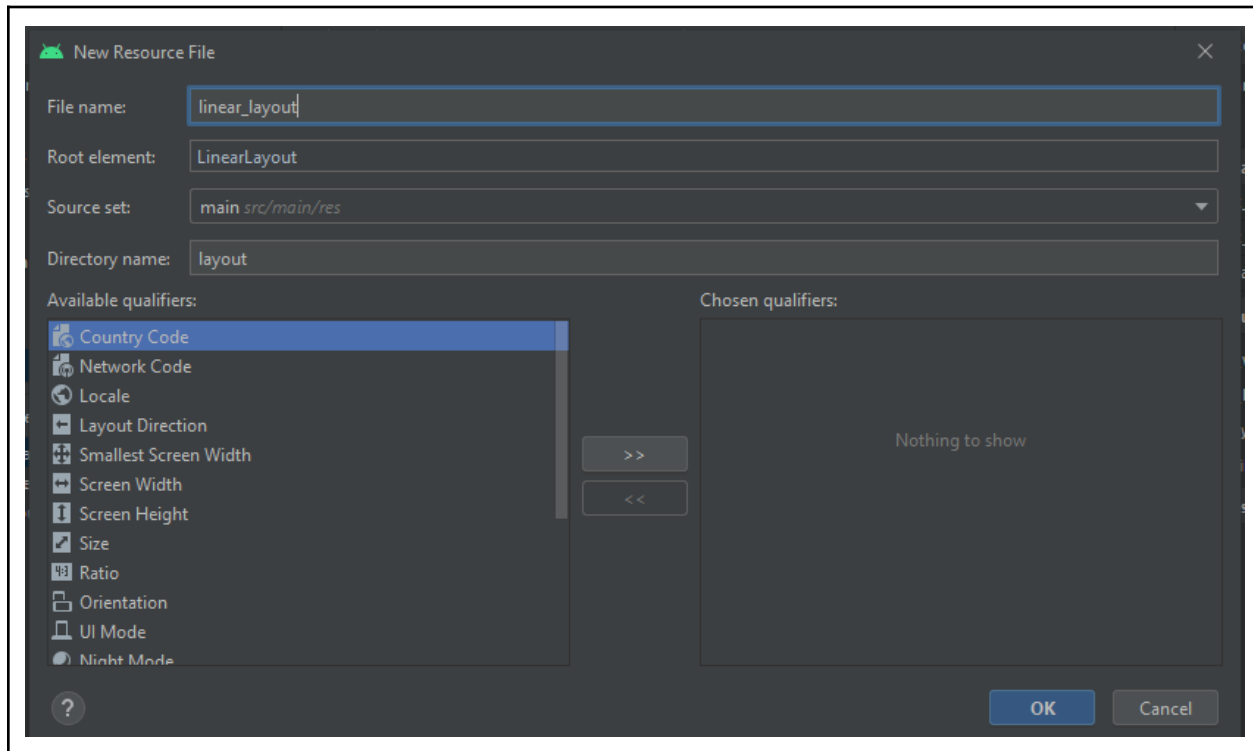 New Resource File
File name: linear_layout
Root element: LinearLayout
Source set: main src/main/res
Directory name: layout
Available qualifiers:
Chosen qualifiers:
Country Code
Network Code
Locale
Layout Direction
Smallest Screen Width
Screen Width
Screen Height
Size
Ratio
Orientation
UI Mode
Night Mode
>>
<<
Nothing to show
?
OK
Cancel